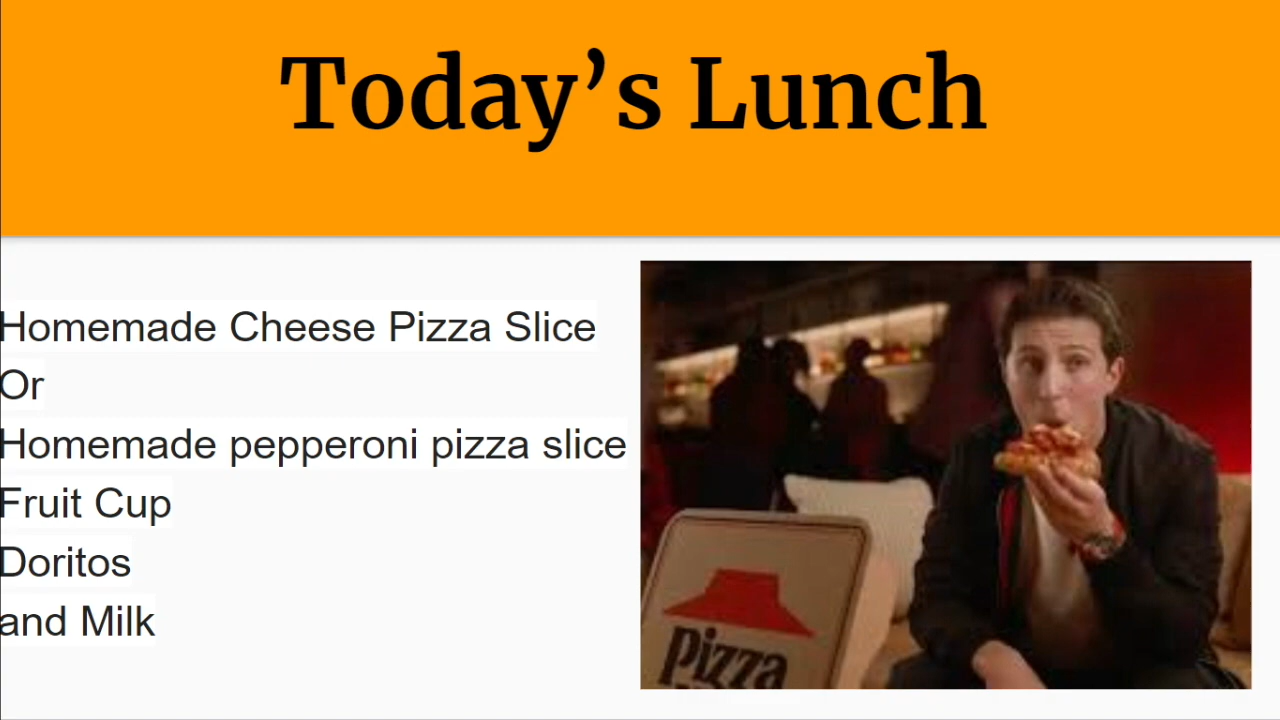 Today’s Lunch
Homemade Cheese Pizza Slice
Or
Homemade pepperoni pizza slice
Fruit Cup
Doritos
and Milk
Pizza